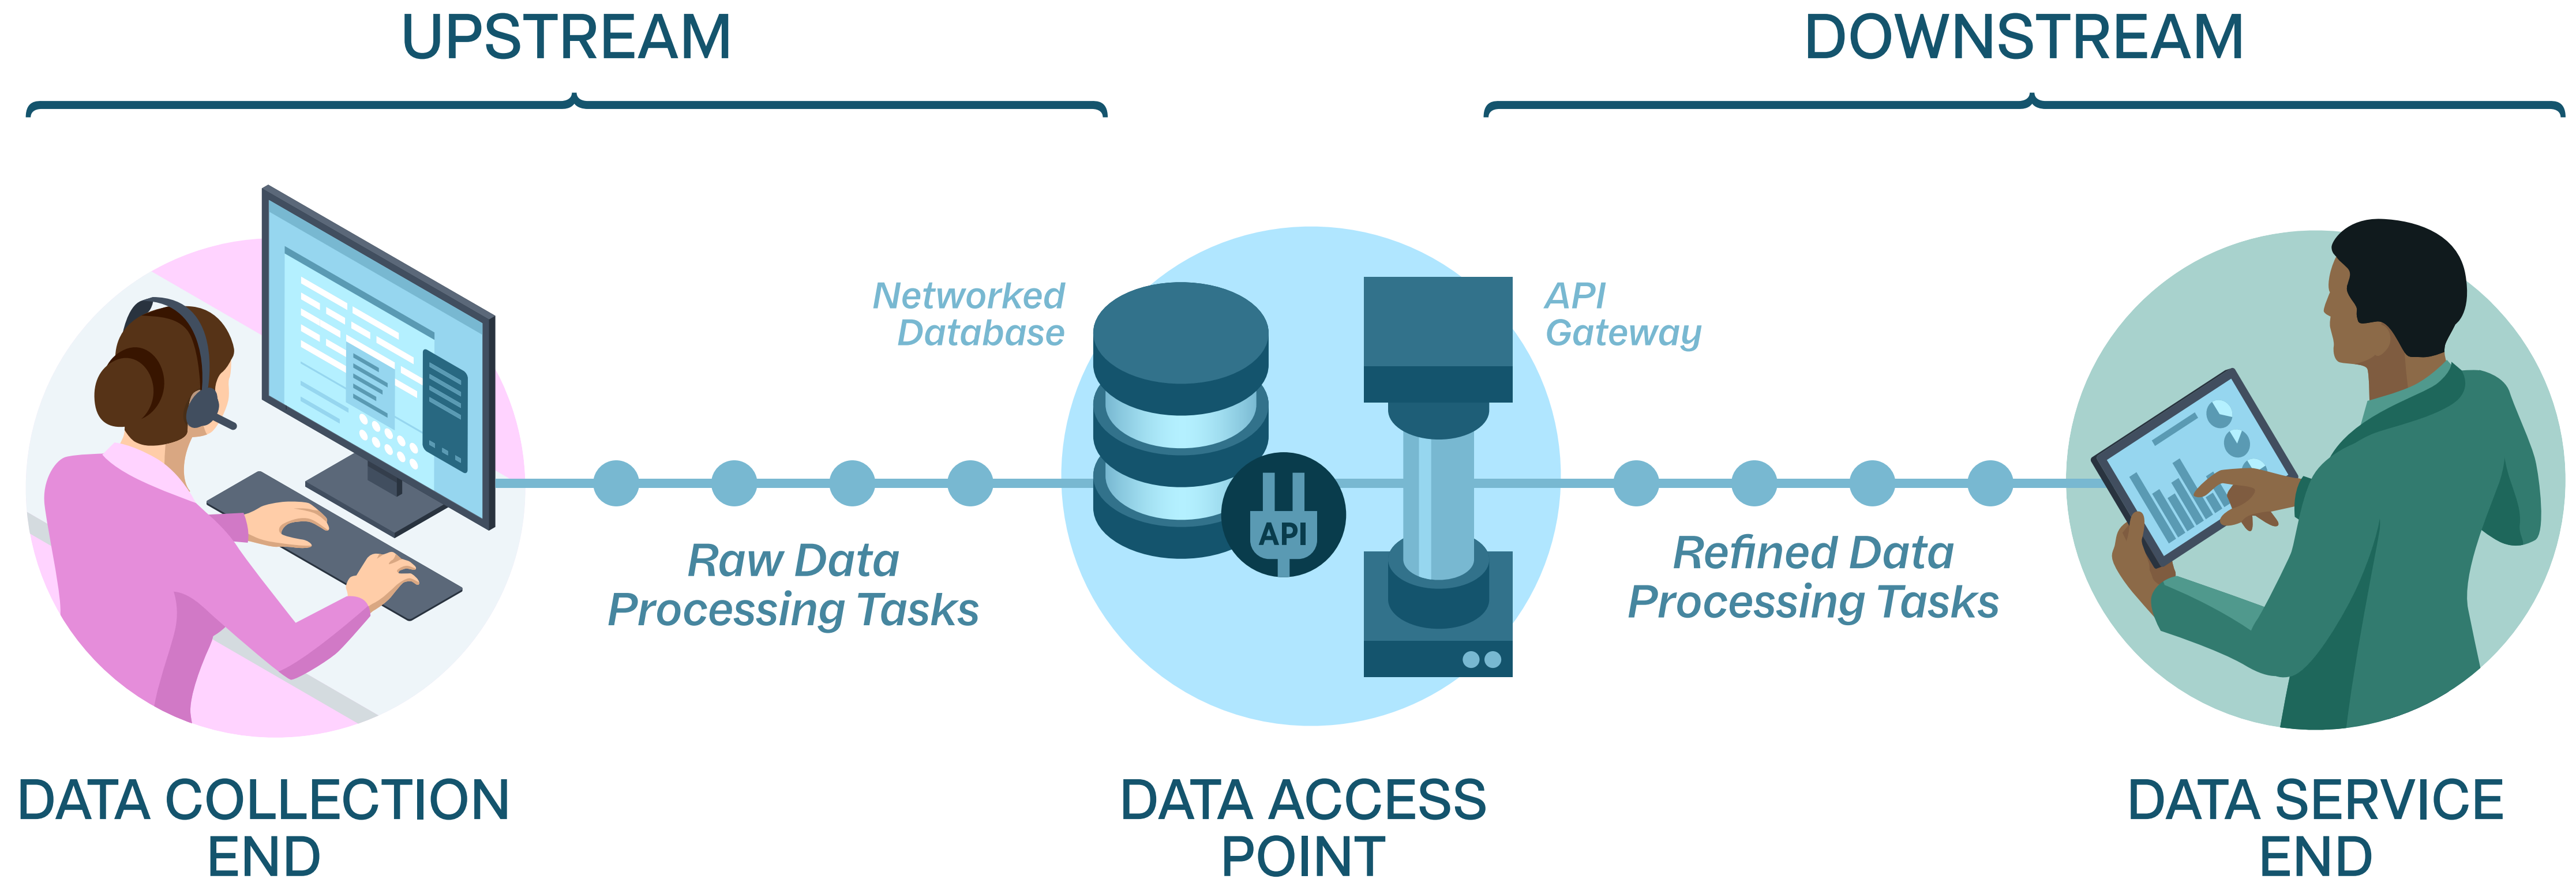 UPSTREAM
DOWNSTREAM
Networked
Database
API
Gateway
API
Raw Data
Processing Tasks
Refined Data
Processing Tasks
DATA COLLECTION
END
DATA ACCESS
POINT
DATA SERVICE
END